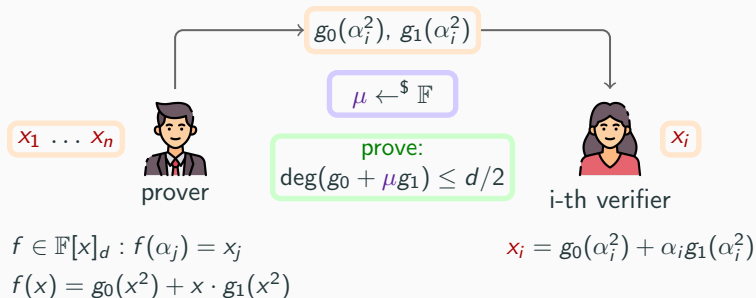 g₀(αᵢ²), g₁(αᵢ²)
μ ←$ 𝔽
x₁ … xₙ
prove:
deg(g₀ + μg₁) ≤ d/2
xᵢ
prover
i-th verifier
f ∈ 𝔽[x]_d : f(αⱼ) = xⱼ
xᵢ = g₀(αᵢ²) + αᵢg₁(αᵢ²)
f(x) = g₀(x²) + x · g₁(x²)